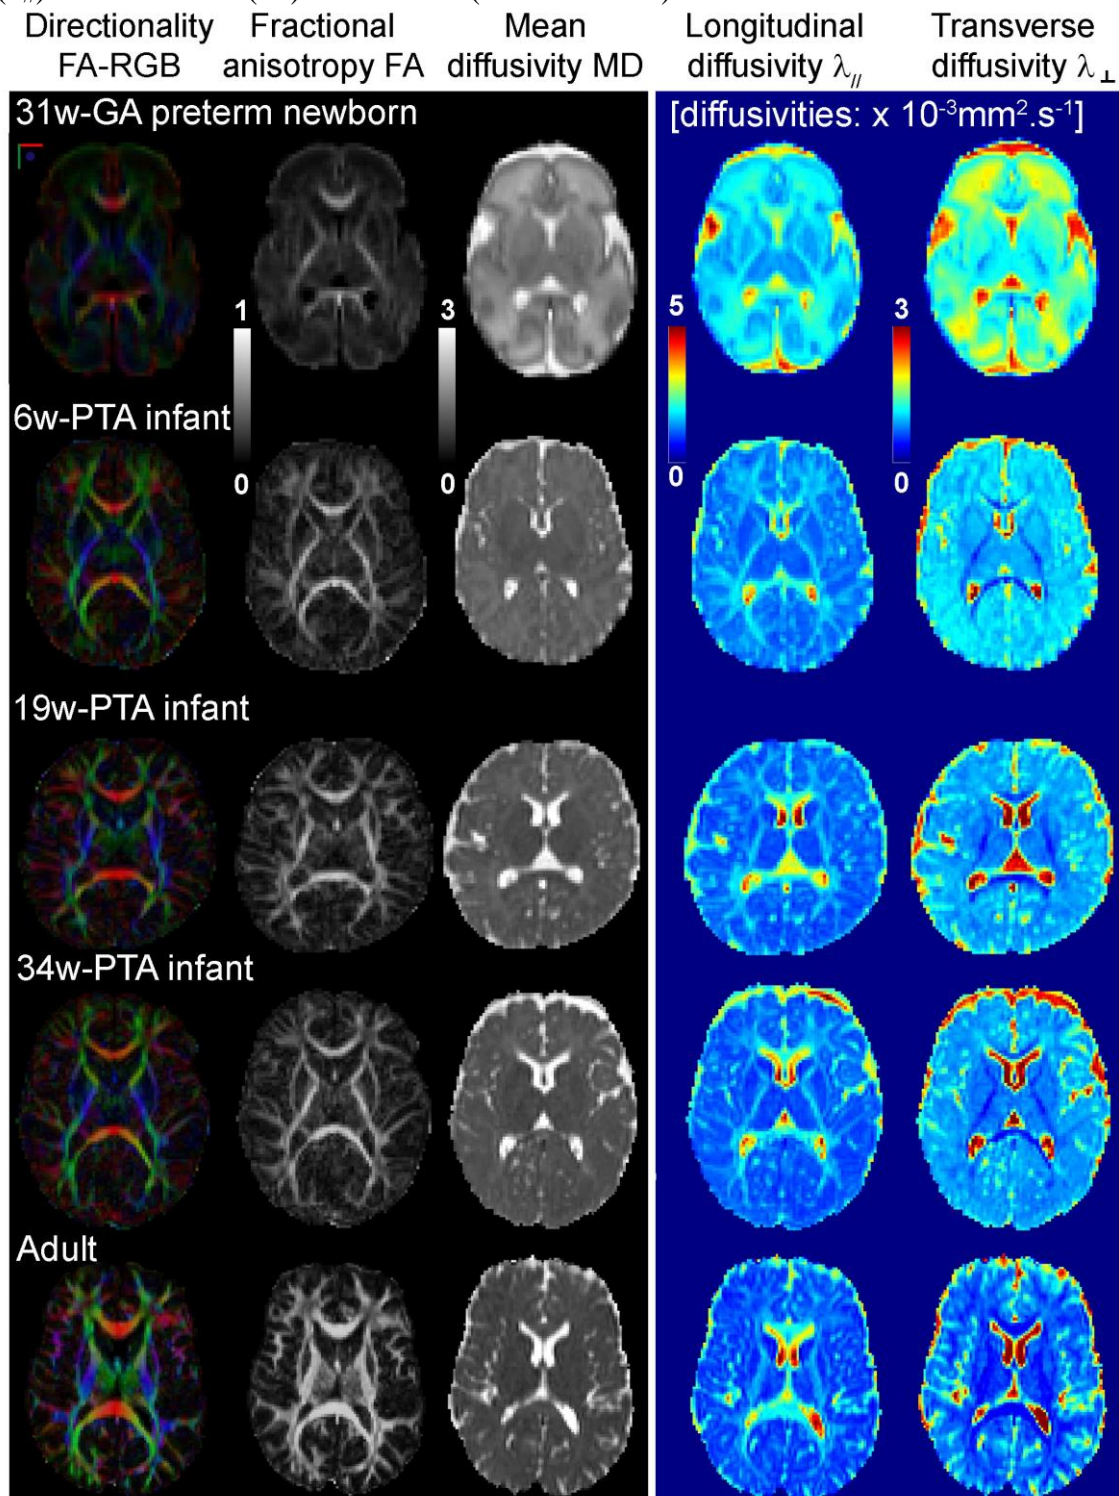 Directionality FA-RGB
Fractional anisotropy FA
Mean diffusivity MD
Longitudinal diffusivity λ//
Transverse diffusivity λ⊥
31w-GA preterm newborn
[diffusivities: x 10⁻³mm².s⁻¹]
1
0
3
0
5
0
3
0
6w-PTA infant
19w-PTA infant
34w-PTA infant
Adult